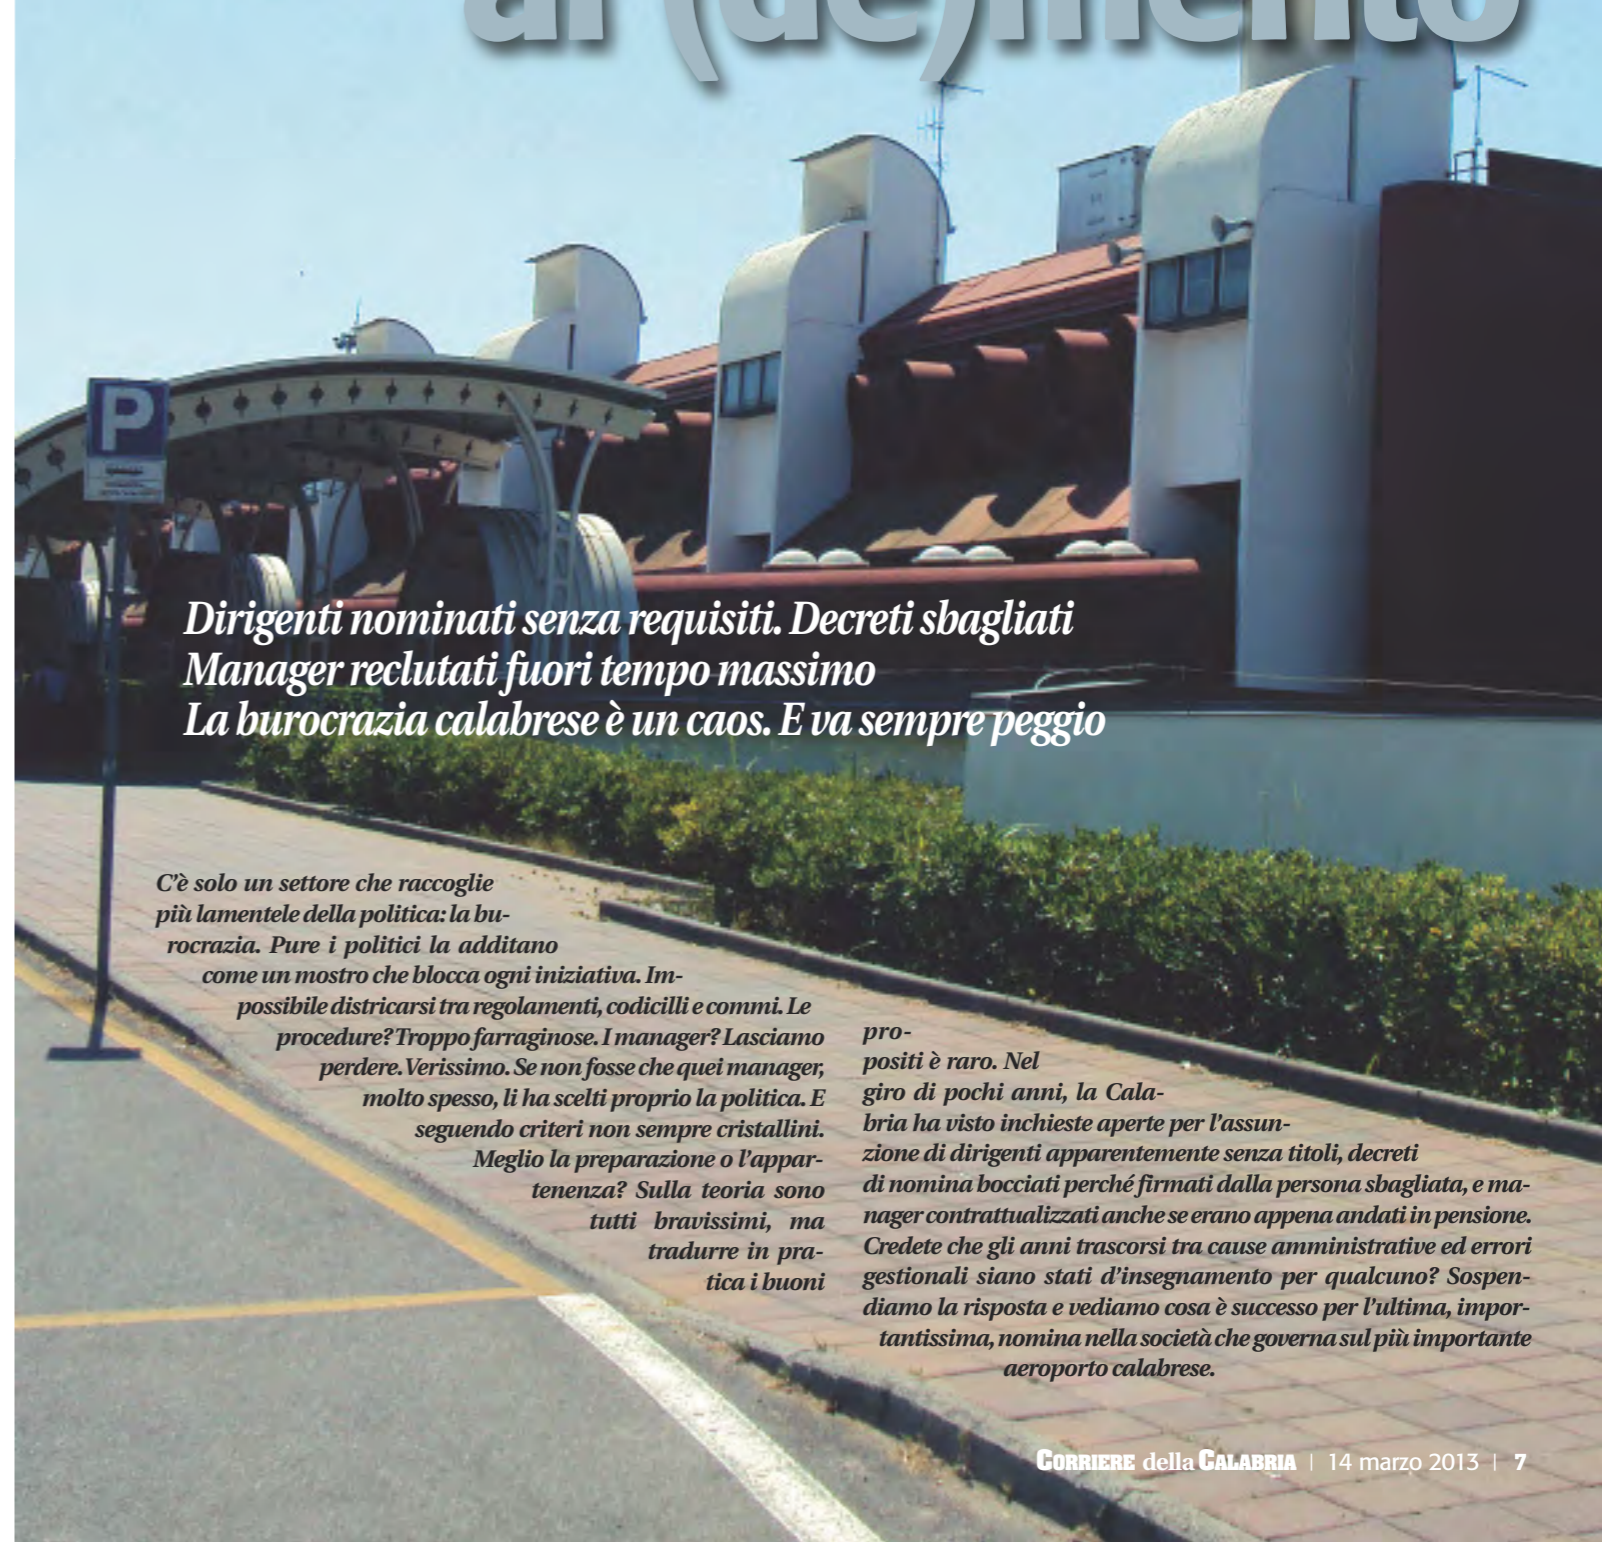 al (de)merito
P
Dirigenti nominati senza requisiti. Decreti sbagliati
Manager reclutati fuori tempo massimo
La burocrazia calabrese è un caos. E va sempre peggio
C'è solo un settore che raccoglie
più lamentele della politica: la bu-
rocrazia. Pure i politici la additano
come un mostro che blocca ogni iniziativa. Im-
possibile districarsi tra regolamenti, codicilli e commi. Le
procedure? Troppo farraginose. I manager? Lasciamo
perdere. Verissimo. Se non fosse che quei manager,
molto spesso, li ha scelti proprio la politica. E
seguendo criteri non sempre cristallini.
Meglio la preparazione o l'appar-
tenenza? Sulla teoria sono
tutti bravissimi, ma
tradurre in pra-
tica i buoni
pro-
positi è raro. Nel
giro di pochi anni, la Cala-
bria ha visto inchieste aperte per l'assun-
zione di dirigenti apparentemente senza titoli, decreti
di nomina bocciati perché firmati dalla persona sbagliata, e ma-
nager contrattualizzati anche se erano appena andati in pensione.
Credete che gli anni trascorsi tra cause amministrative ed errori
gestionali siano stati d'insegnamento per qualcuno? Sospen-
diamo la risposta e vediamo cosa è successo per l'ultima, impor-
tantissima, nomina nella società che governa sul più importante
aeroporto calabrese.
CORRIERE della CALABRIA | 14 marzo 2013 | 7